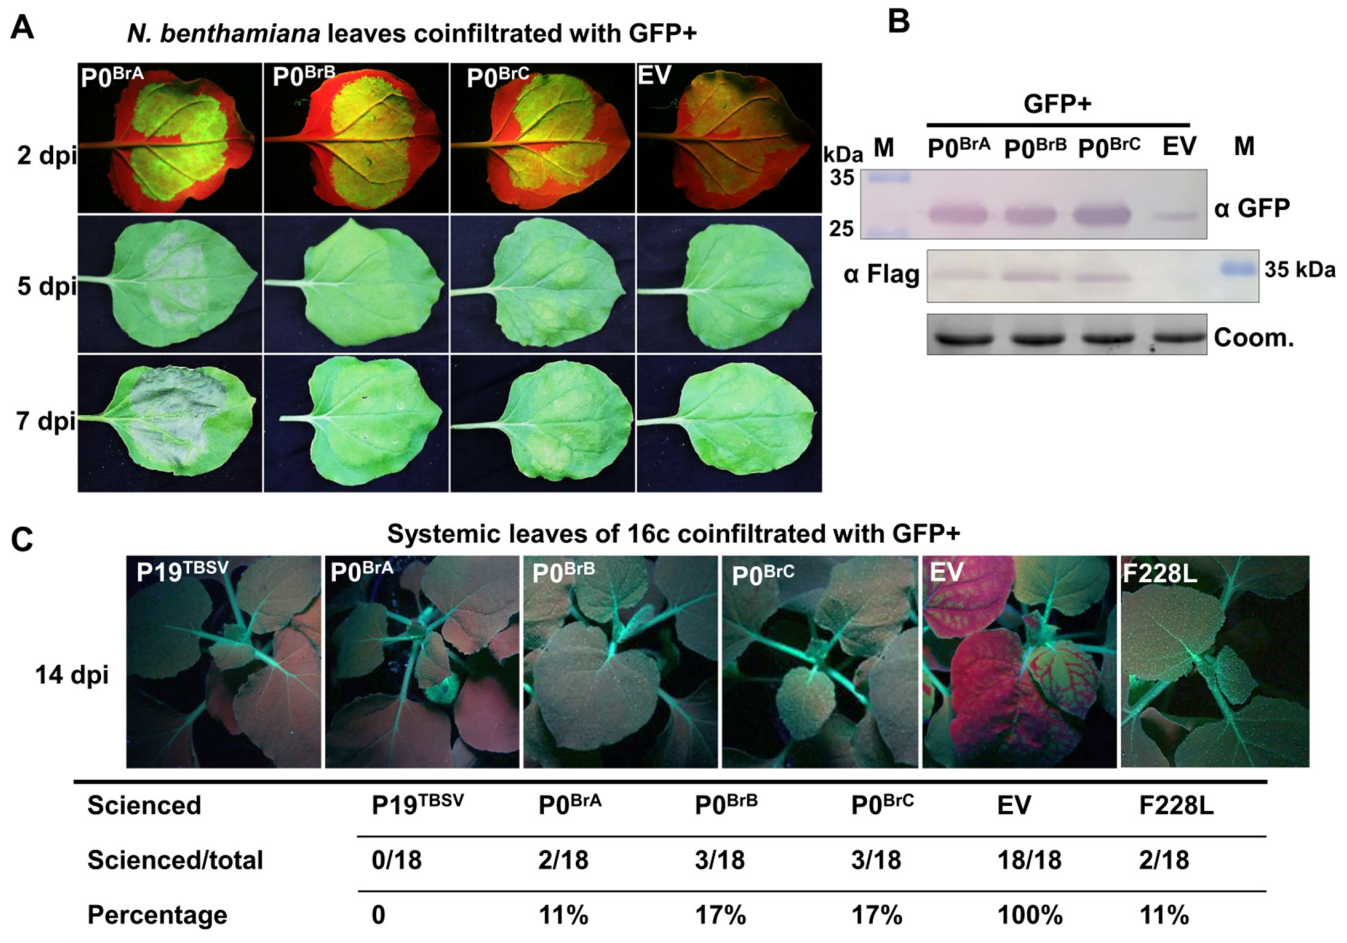 A
N. benthamiana leaves coinfiltrated with GFP+
P0BrA P0BrB P0BrC EV
2 dpi
5 dpi
7 dpi
B
GFP+
kDa M P0BrA P0BrB P0BrC EV M
35
25
α GFP
α Flag
35 kDa
Coom.
C
Systemic leaves of 16c coinfiltrated with GFP+
P19TBSV P0BrA P0BrB P0BrC EV F228L
14 dpi
Scienced P19TBSV P0BrA P0BrB P0BrC EV F228L
Scienced/total 0/18 2/18 3/18 3/18 18/18 2/18
Percentage 0 11% 17% 17% 100% 11%